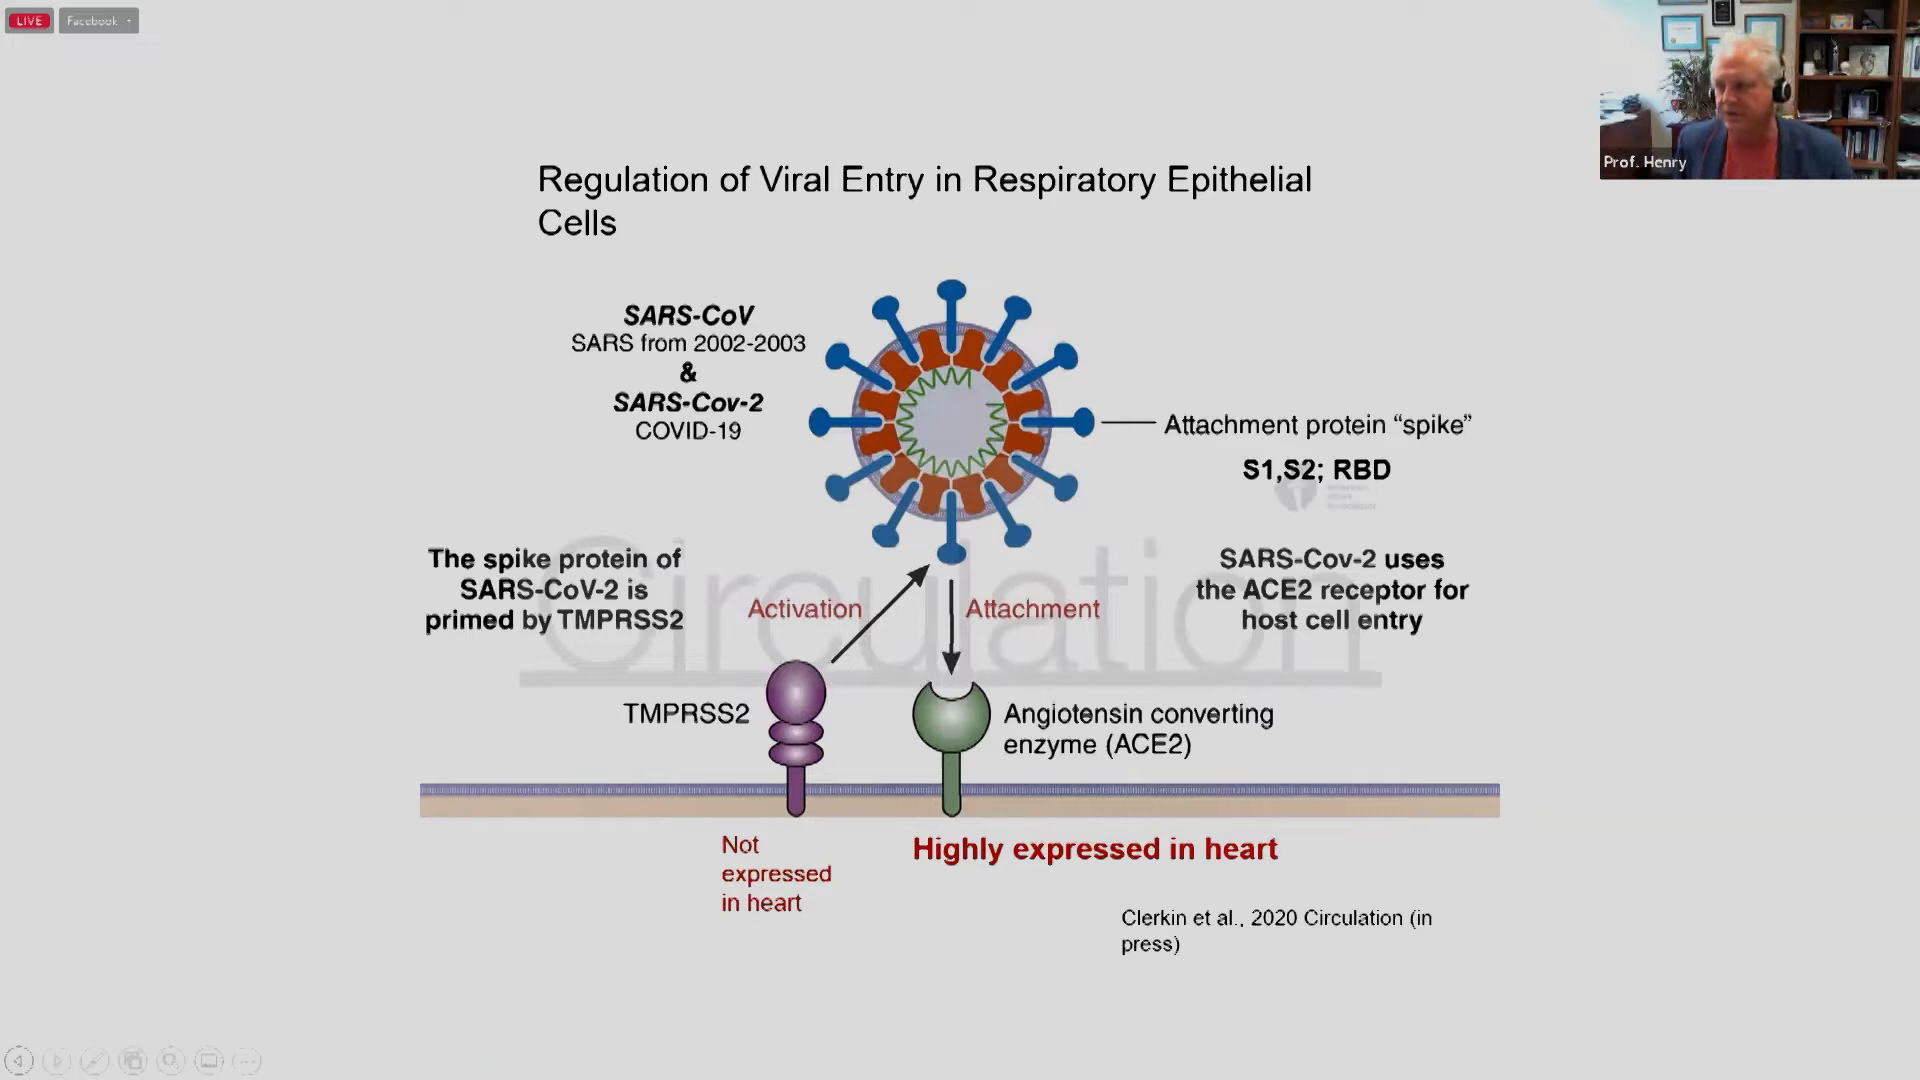 LIVE
Facebook
Prof. Henry
Regulation of Viral Entry in Respiratory Epithelial
Cells
SARS-CoV
SARS from 2002-2003
&
SARS-Cov-2
COVID-19
Attachment protein “spike”
S1,S2; RBD
The spike protein of
SARS-CoV-2 is
primed by TMPRSS2
Activation
Attachment
SARS-Cov-2 uses
the ACE2 receptor for
host cell entry
Circulation
TMPRSS2
Angiotensin converting
enzyme (ACE2)
Not
expressed
in heart
Highly expressed in heart
Clerkin et al., 2020 Circulation (in
press)